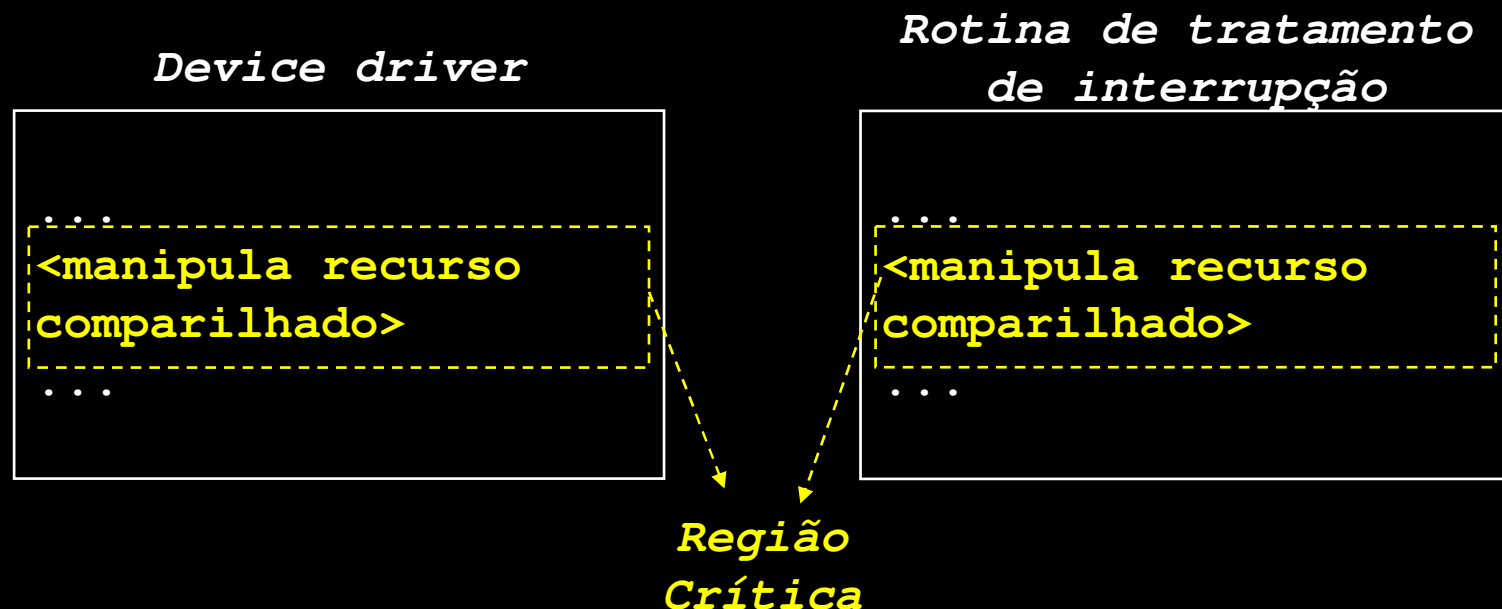 Device driver
...
<manipula recurso
comparilhado>
...
Rotina de tratamento
de interrupção
...
<manipula recurso
comparilhado>
...
Região
Crítica